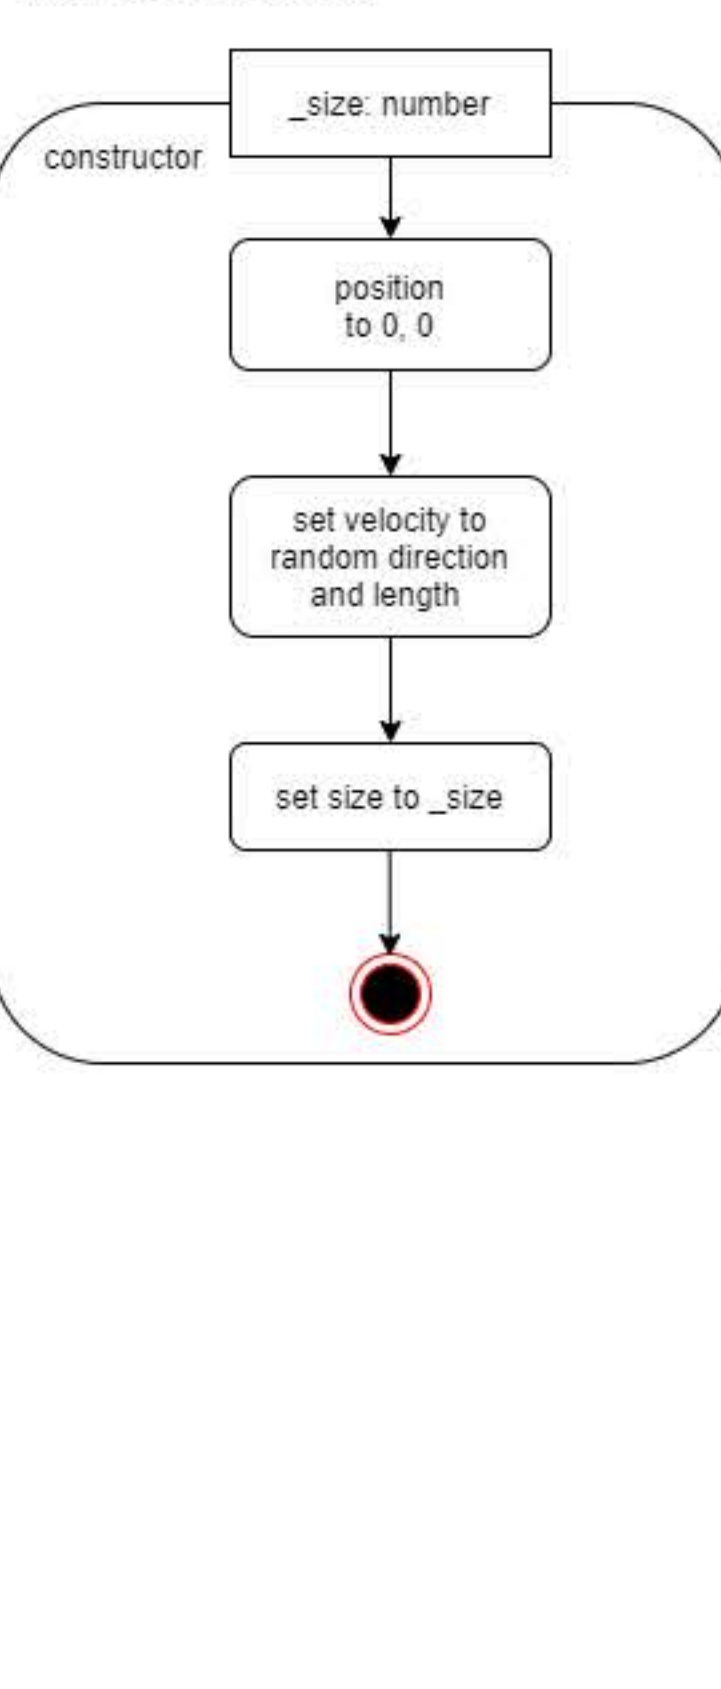 _size: number
constructor
position
to 0, 0
set velocity to
random direction
and length
set size to _size